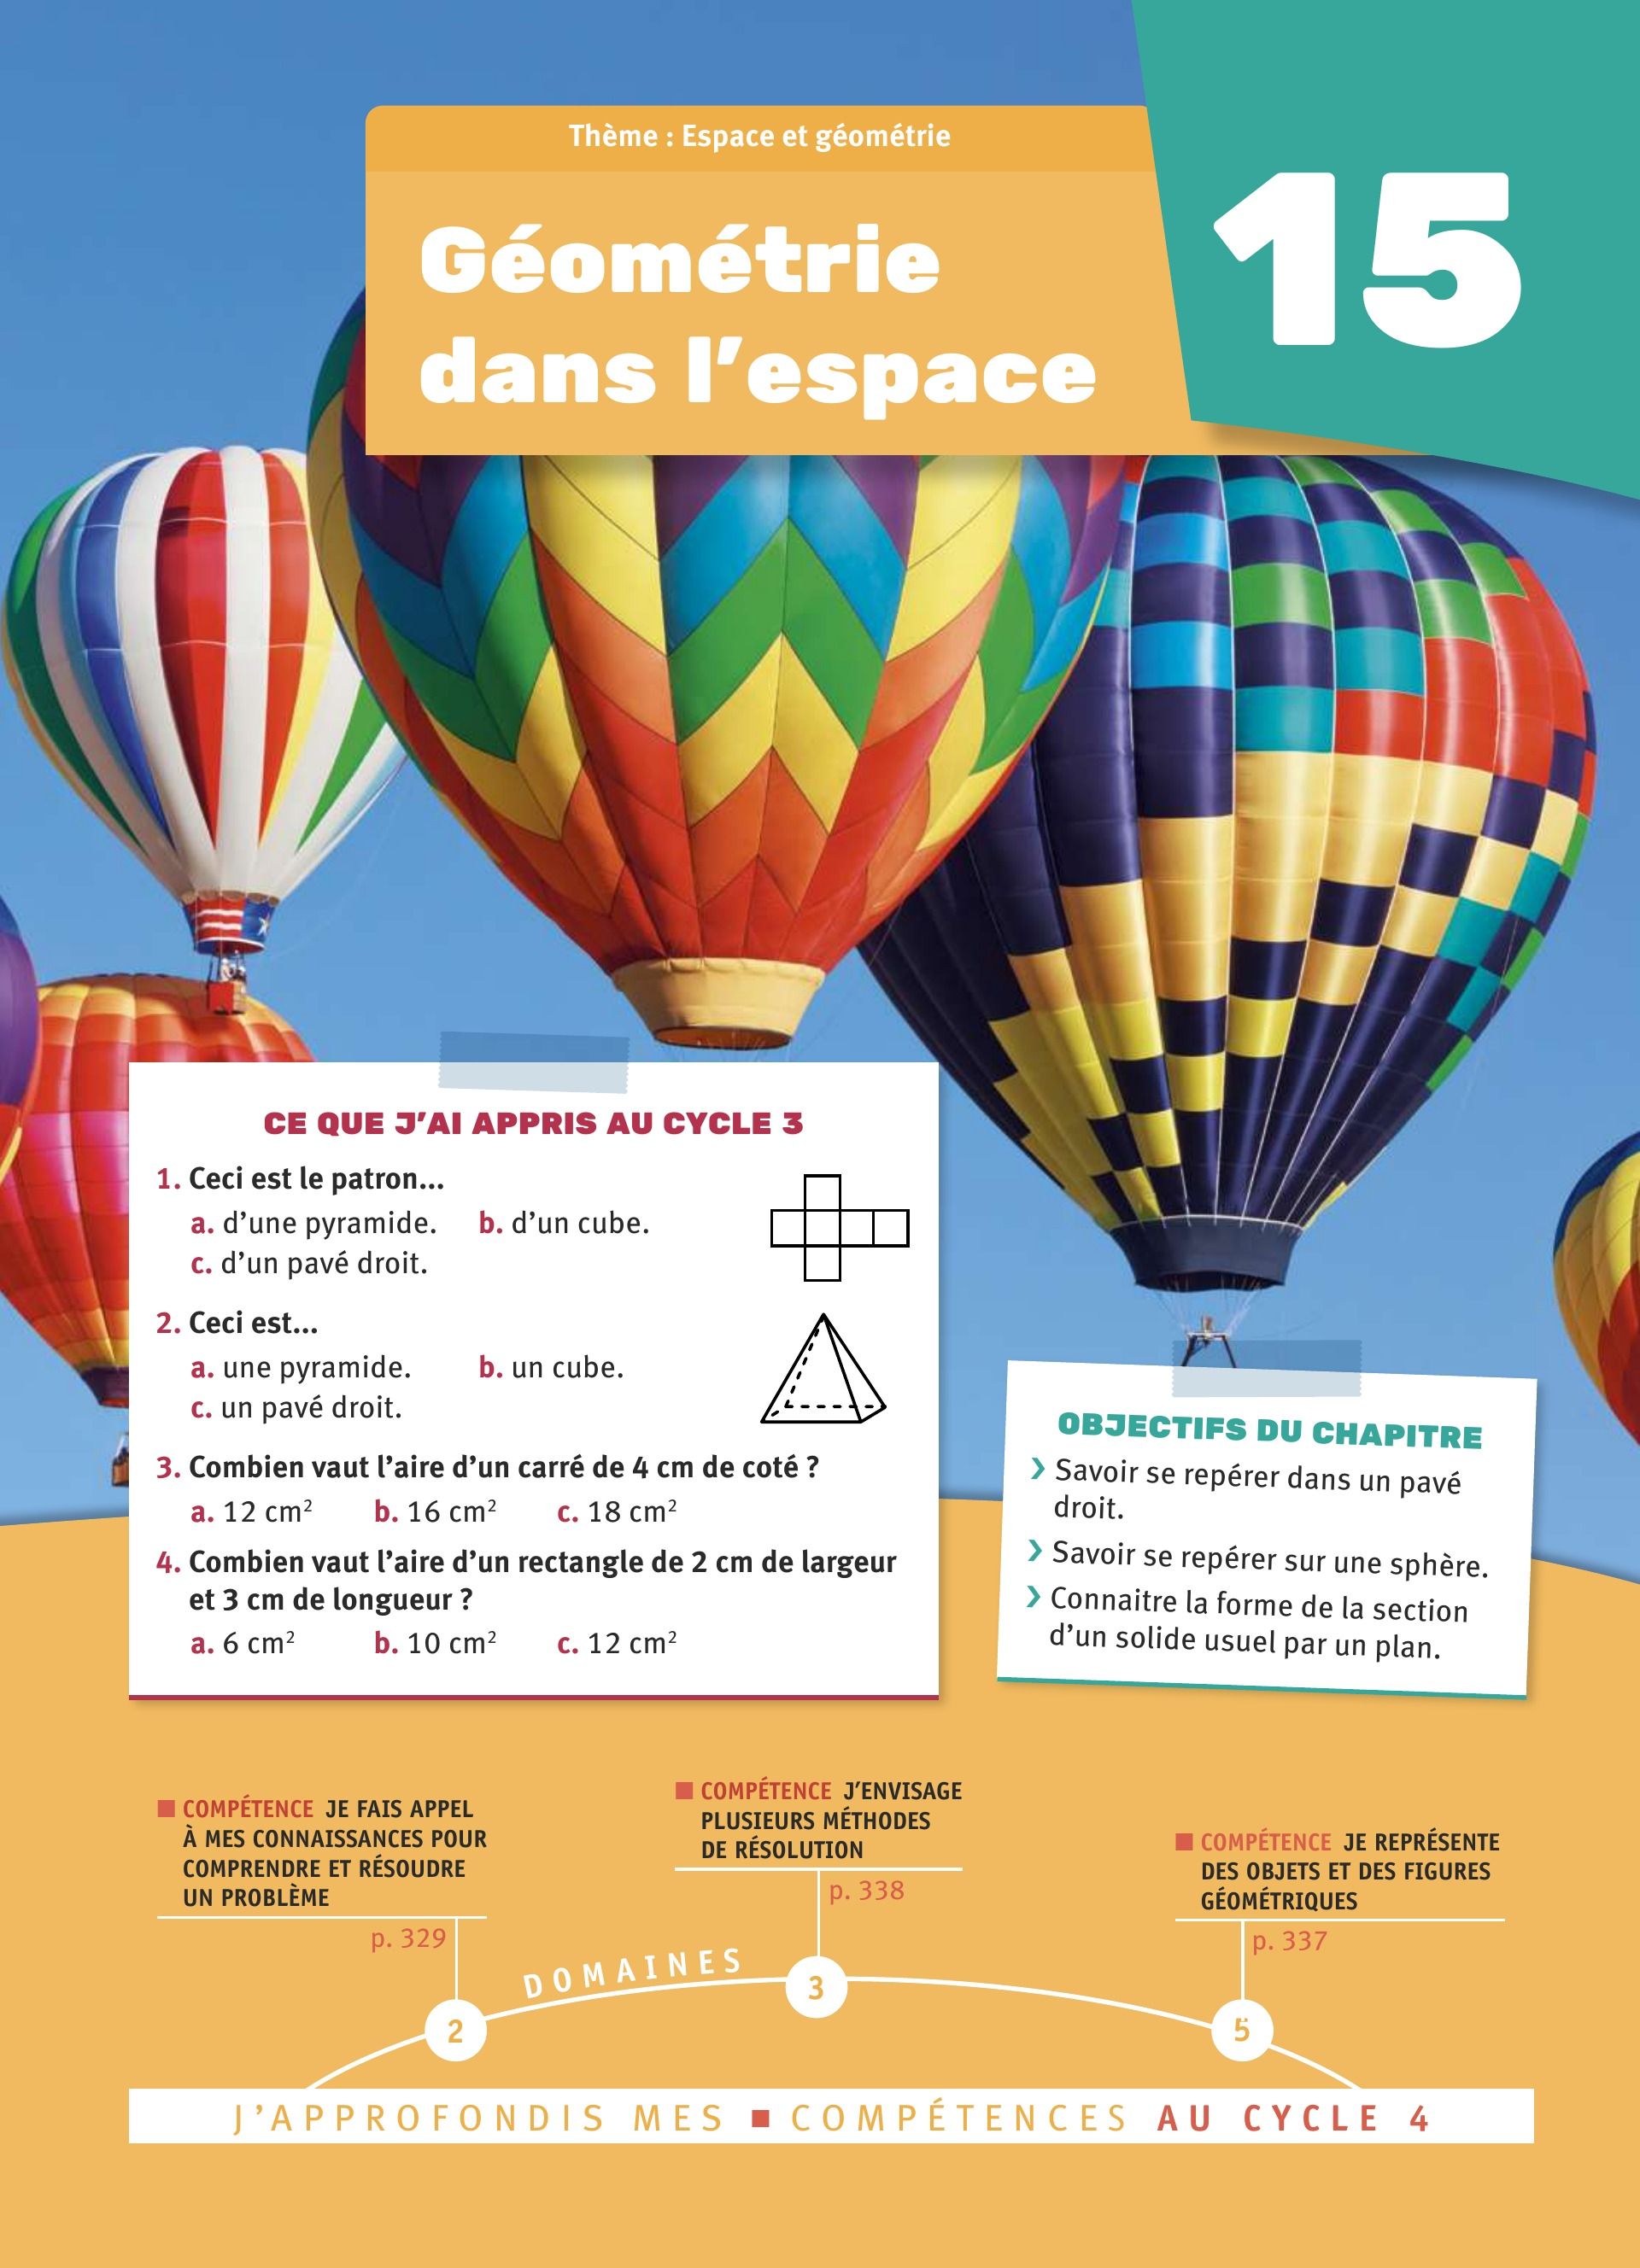 Thème : Espace et géométrie
Géométrie
dans l'espace
15
CE QUE J'AI APPRIS AU CYCLE 3
1. Ceci est le patron...
a. d'une pyramide. b. d'un cube.
c. d'un pavé droit.
2. Ceci est...
a. une pyramide. b. un cube.
c. un pavé droit.
3. Combien vaut l'aire d'un carré de 4 cm de coté ?
a. 12 cm² b. 16 cm² c. 18 cm²
4. Combien vaut l'aire d'un rectangle de 2 cm de largeur
et 3 cm de longueur ?
a. 6 cm² b. 10 cm² c. 12 cm²
OBJECTIFS DU CHAPITRE
› Savoir se repérer dans un pavé
droit.
› Savoir se repérer sur une sphère.
› Connaitre la forme de la section
d'un solide usuel par un plan.
■ COMPÉTENCE JE FAIS APPEL
À MES CONNAISSANCES POUR
COMPRENDRE ET RÉSOUDRE
UN PROBLÈME
p. 329
■ COMPÉTENCE J'ENVISAGE
PLUSIEURS MÉTHODES
DE RÉSOLUTION
p. 338
■ COMPÉTENCE JE REPRÉSENTE
DES OBJETS ET DES FIGURES
GÉOMÉTRIQUES
p. 337
DOMAINES
2
3
5
J'APPROFONDIS MES ■ COMPÉTENCES AU CYCLE 4